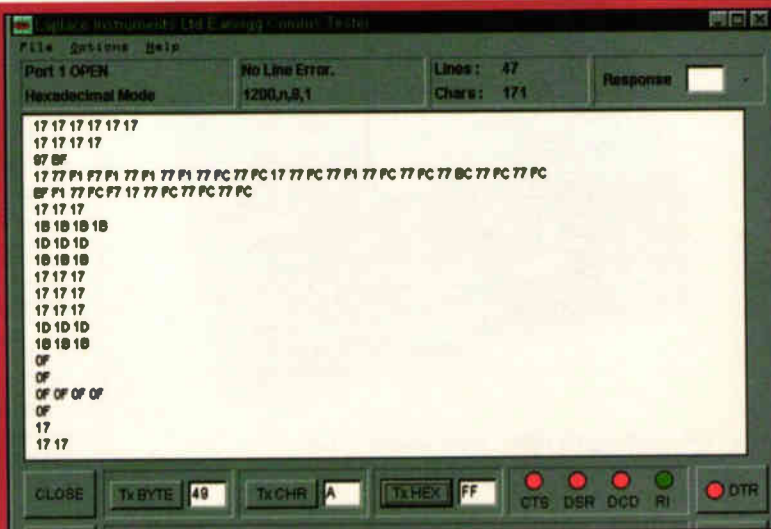 Laplace Instruments Ltd
File Options Help
Port 1 OPEN No Line Error. Lines: 47 Response
Hexadecimal Mode 1200,n,8,1 Chars: 171
17 17 17 17 17 17
17 17 17 17
97 BF
17 77 F1 F7 F1 77 F1 77 F1 77 FC 77 FC 17 77 FC 77 F1 77 FC 77 FC 77 BC 77 FC 77 FC
BF F1 77 FC F7 17 77 FC 77 FC 77 FC
17 17 17
1B 1B 1B 1B
1D 1D 1D
1B 1B 1B
17 17 17
17 17 17
17 17 17
1D 1D 1D
1B 1B 1B
0F
0F
0F 0F 0F 0F
0F
17
17 17
CLOSE Tx BYTE 49 Tx CHR A Tx HEX FF CTS DSR DCD RI DTR